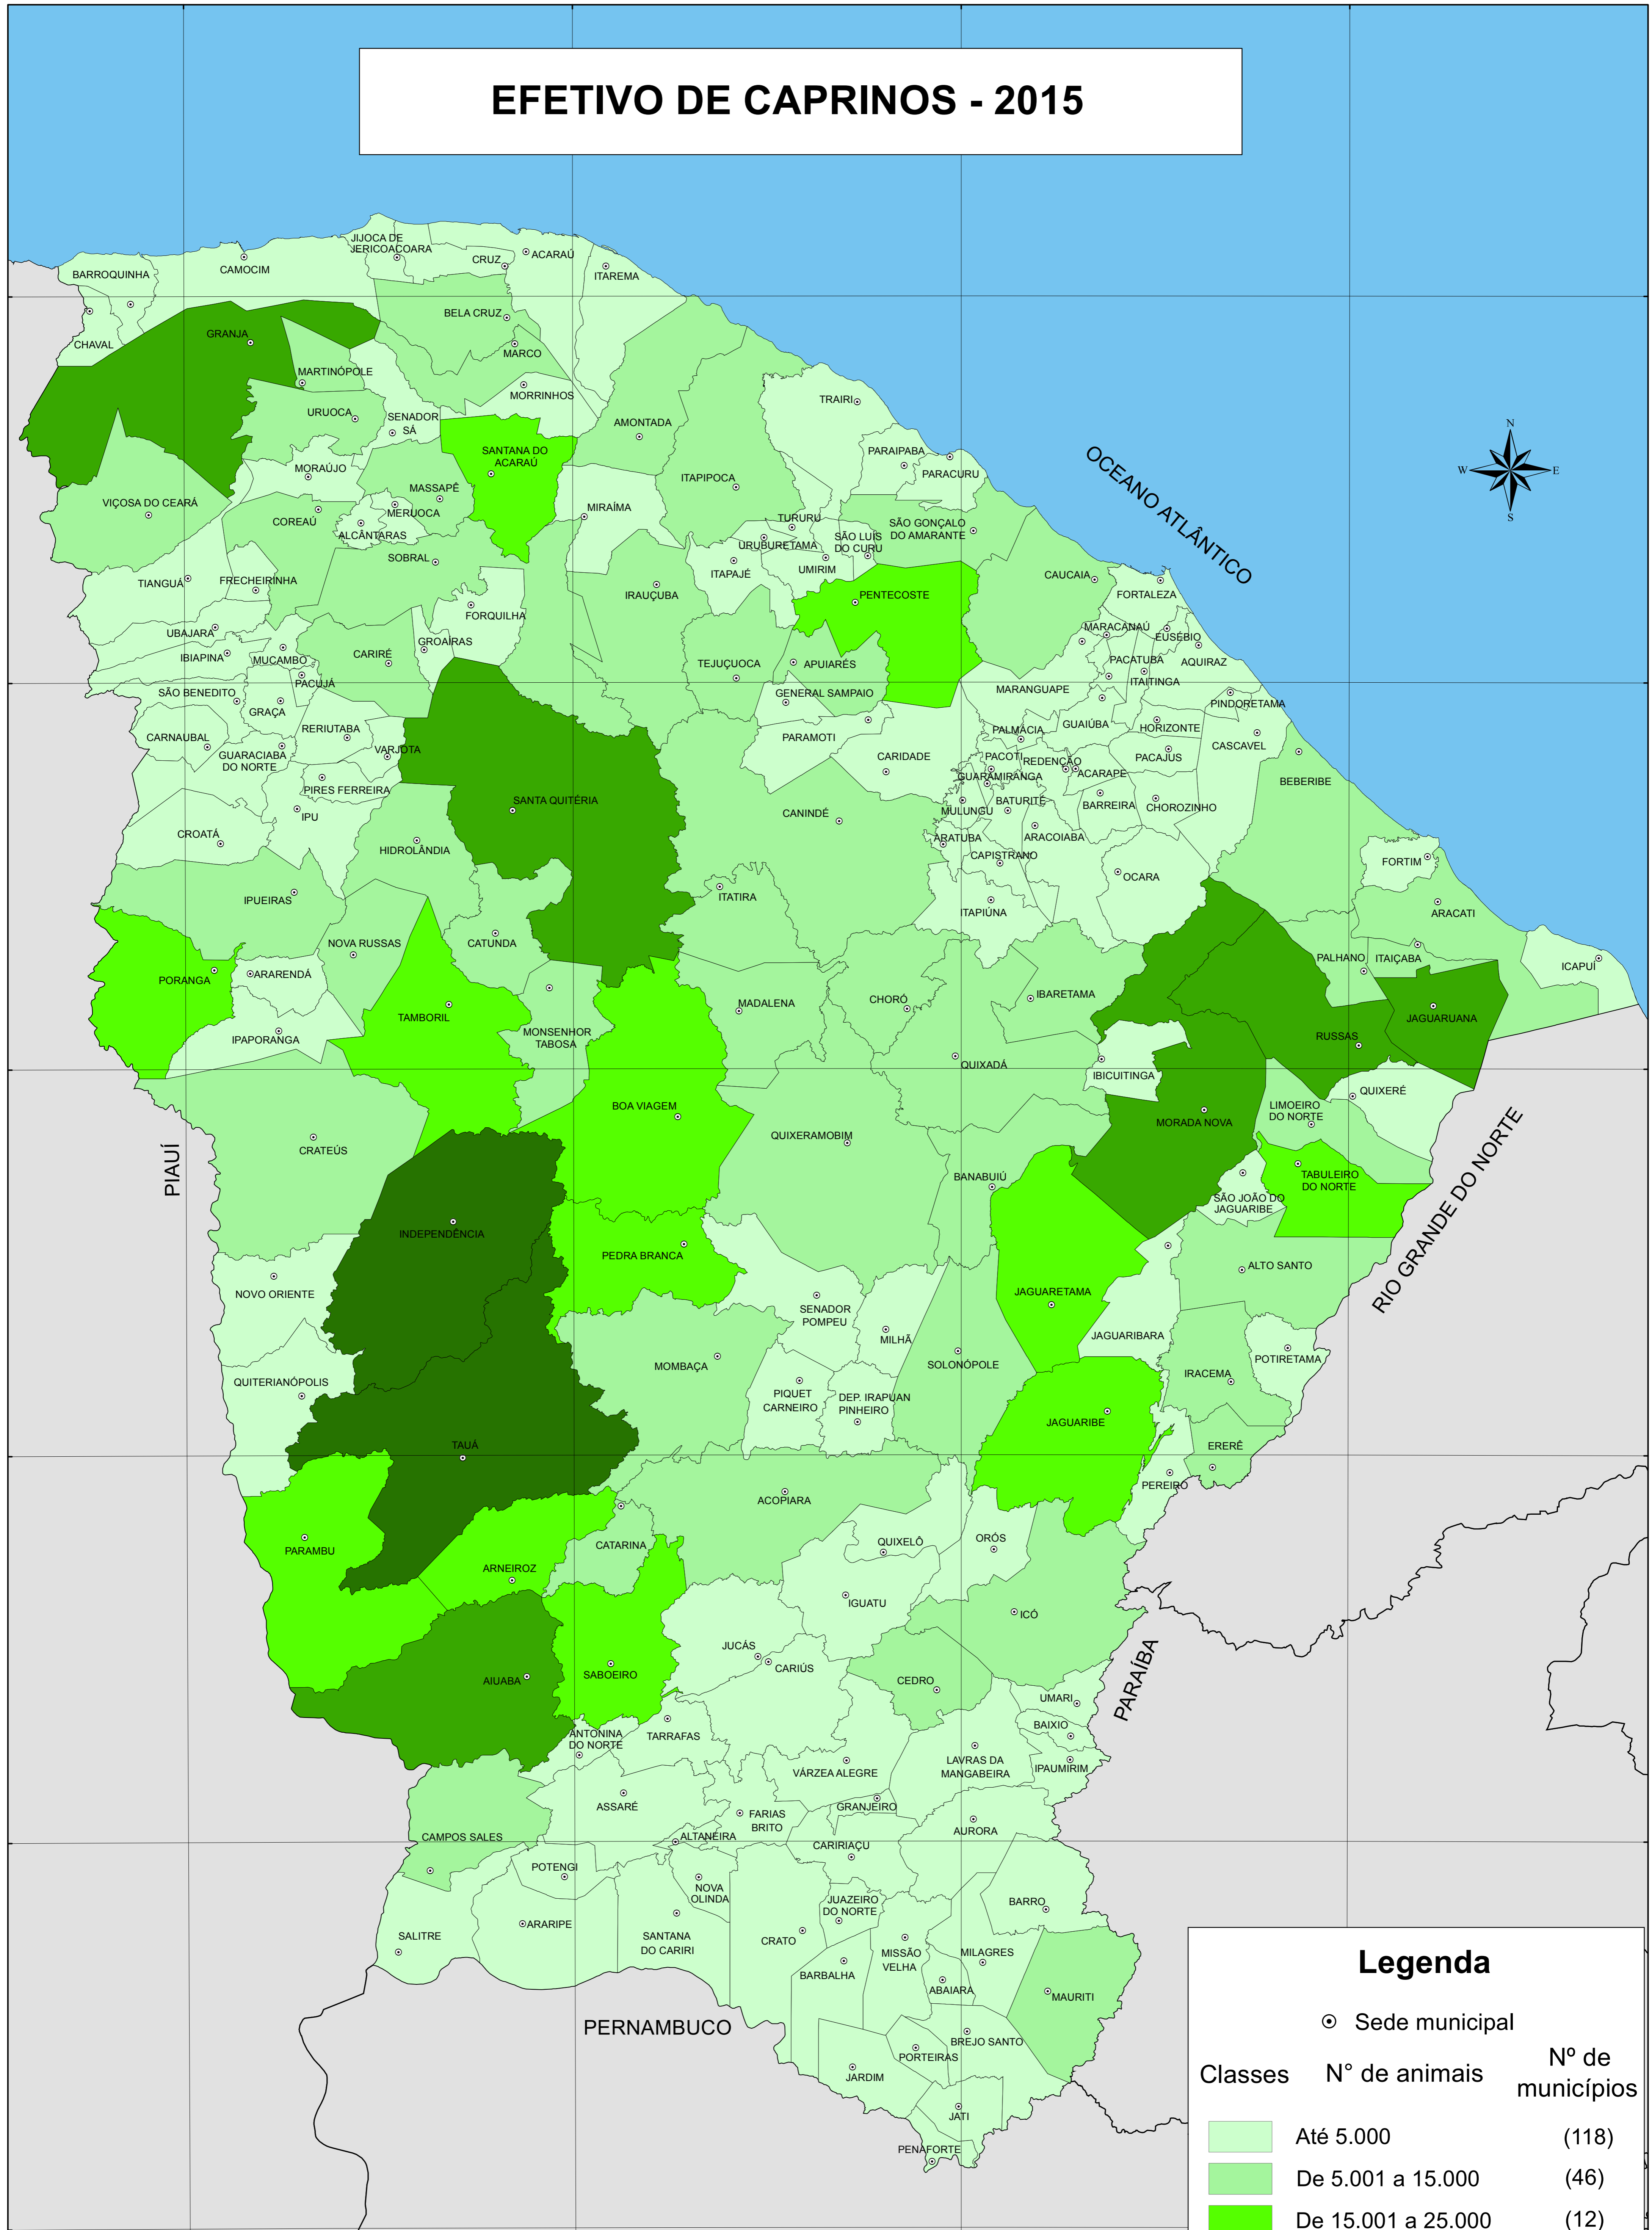 EFETIVO DE CAPRINOS - 2015
JIJOCA DE
JERICOACOARA
CRUZ
ACARAÚ
ITAREMA
BARROQUINHA
CAMOCIM
CHAVAL
GRANJA
BELA CRUZ
MARCO
MARTINÓPOLE
MORRINHOS
URUOCA
SENADOR
SÁ
AMONTADA
TRAIRI
N
W
E
S
OCEANO ATLÂNTICO
SANTANA DO
ACARAÚ
MORAÚJO
ITAPIPOCA
PARAIPABA
PARACURU
VIÇOSA DO CEARÁ
MASSAPÊ
MERUOCA
COREAÚ
ALCÂNTARAS
MIRAÍMA
TURURU
URUBURETAMA
SÃO LUIS
DO CURU
SÃO GONÇALO
DO AMARANTE
SOBRAL
TIANGUÁ
FRECHEIRINHA
ITAPAJÉ
UMIRIM
CAUCAIA
IRAUÇUBA
PENTECOSTE
FORTALEZA
FORQUILHA
UBAJARA
GROAÍRAS
MARACANAÚ
EUSÉBIO
IBIAPINA
MUCAMBO
CARIRÉ
TEJUÇUOCA
APUIARÉS
PACATUBA
AQUIRAZ
ITAITINGA
PACUJÁ
SÃO BENEDITO
GENERAL SAMPAIO
MARANGUAPE
GRAÇA
PINDORETAMA
RERIUTABA
GUAIÚBA
HORIZONTE
CARNAUBAL
PARAMOTI
PALMÁCIA
CASCAVEL
GUARACIABA
DO NORTE
VARJOTA
CARIDADE
PACOTI
REDENÇÃO
PACAJUS
GUARAMIRANGA
ACARAPE
BEBERIBE
PIRES FERREIRA
SANTA QUITÉRIA
CANINDÉ
MULUNGU
BATURITÉ
BARREIRA
CHOROZINHO
IPU
CROATÁ
HIDROLÂNDIA
ARATUBA
ARACOIABA
CAPISTRANO
FORTIM
OCARA
IPUEIRAS
ITATIRA
ITAPIÚNA
ARACATI
NOVA RUSSAS
CATUNDA
PALHANO
ITAIÇABA
ICAPUÍ
PORANGA
ARARENDÁ
MADALENA
CHORÓ
IBARETAMA
TAMBORIL
JAGUARUANA
IPAPORANGA
MONSENHOR
TABOSA
RUSSAS
QUIXADÁ
IBICUITINGA
QUIXERÉ
BOA VIAGEM
LIMOEIRO
DO NORTE
MORADA NOVA
QUIXERAMOBIM
CRATEÚS
PIAUÍ
BANABUIÚ
TABULEIRO
DO NORTE
SÃO JOÃO DO
JAGUARIBE
RIO GRANDE DO NORTE
INDEPENDÊNCIA
PEDRA BRANCA
ALTO SANTO
NOVO ORIENTE
SENADOR
POMPEU
JAGUARETAMA
MILHÃ
JAGUARIBARA
MOMBAÇA
SOLONÓPOLE
POTIRETAMA
IRACEMA
QUITERIANÓPOLIS
PIQUET
CARNEIRO
DEP. IRAPUAN
PINHEIRO
JAGUARIBE
TAUÁ
ERERÊ
PEREIRO
ACOPIARA
PARAMBU
CATARINA
QUIXELÔ
ORÓS
ARNEIROZ
IGUATU
ICÓ
JUCÁS
CARIÚS
AIUABA
SABOEIRO
CEDRO
PARAÍBA
UMARI
ANTONINA
DO NORTE
TARRAFAS
BAIXIO
VÁRZEA ALEGRE
LAVRAS DA
MANGABEIRA
IPAUMIRIM
ASSARÉ
GRANJEIRO
FARIAS
BRITO
AURORA
CAMPOS SALES
ALTANEIRA
CARIRIAÇU
POTENGI
NOVA
OLINDA
JUAZEIRO
DO NORTE
BARRO
ARARIPE
SALITRE
SANTANA
DO CARIRI
CRATO
MISSÃO
VELHA
MILAGRES
BARBALHA
ABAIARA
MAURITI
PERNAMBUCO
BREJO SANTO
PORTEIRAS
JARDIM
JATI
PENAFORTE
Legenda
Sede municipal
Classes N° de animais Nº de
municípios
Até 5.000 (118)
De 5.001 a 15.000 (46)
De 15.001 a 25.000 (12)